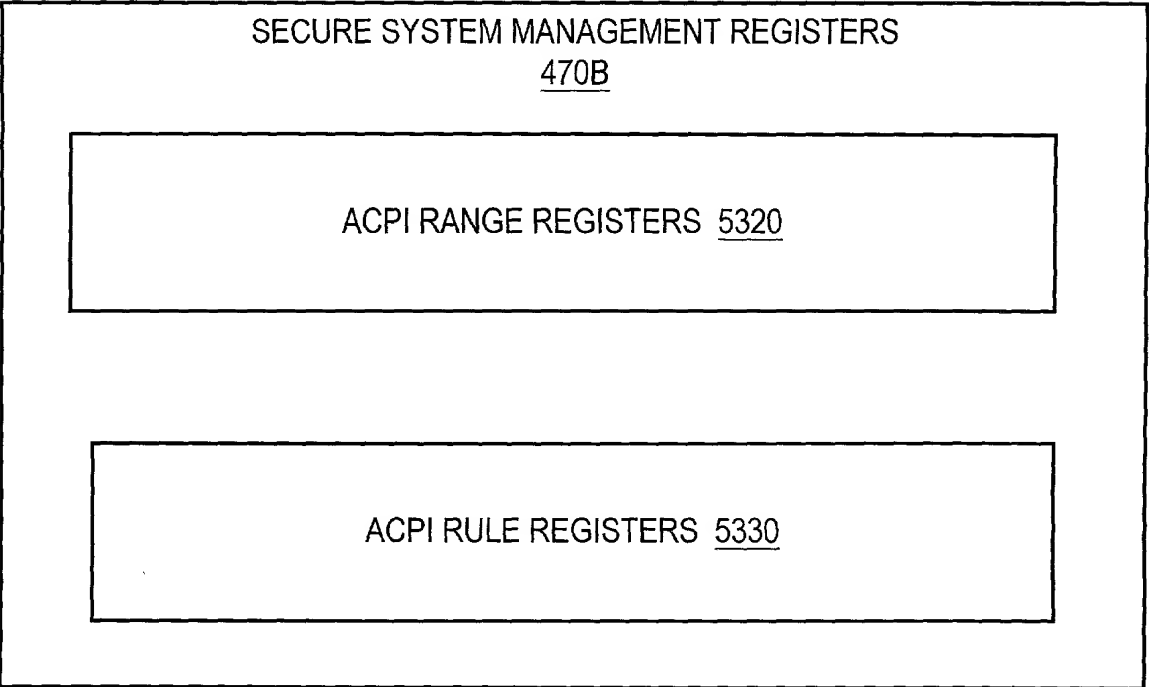 SECURE SYSTEM MANAGEMENT REGISTERS
470B
ACPI RANGE REGISTERS 5320
ACPI RULE REGISTERS 5330